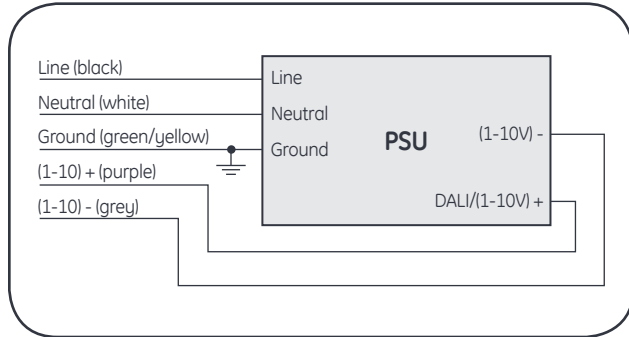 Line (black)
Neutral (white)
Ground (green/yellow)
(1-10) + (purple)
(1-10) - (grey)
Line
Neutral
Ground
PSU
(1-10V) -
DALI/(1-10V) +